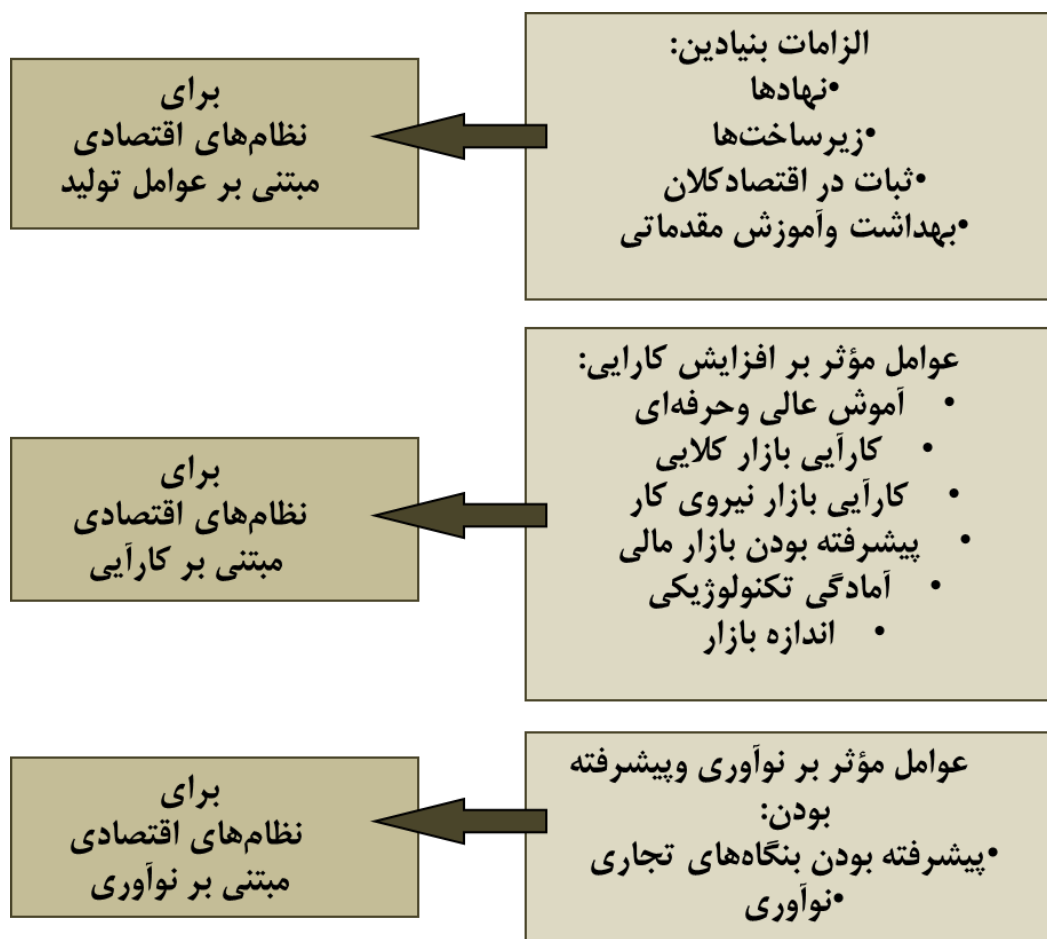 الزامات بنیادین:
•نهادها
•زیرساخت‌ها
•ثبات در اقتصادکلان
•بهداشت وآموزش مقدماتی
برای
نظام‌های اقتصادی
مبتنی بر عوامل تولید
عوامل مؤثر بر افزایش کارایی:
• آموش عالی وحرفه‌ای
• کارآیی بازار کلایی
• کارآیی بازار نیروی کار
• پیشرفته بودن بازار مالی
• آمادگی تکنولوژیکی
• اندازه بازار
برای
نظام‌های اقتصادی
مبتنی بر کارآیی
عوامل مؤثر بر نوآوری وپیشرفته
بودن:
•پیشرفته بودن بنگاه‌های تجاری
•نوآوری
برای
نظام‌های اقتصادی
مبتنی بر نوآوری